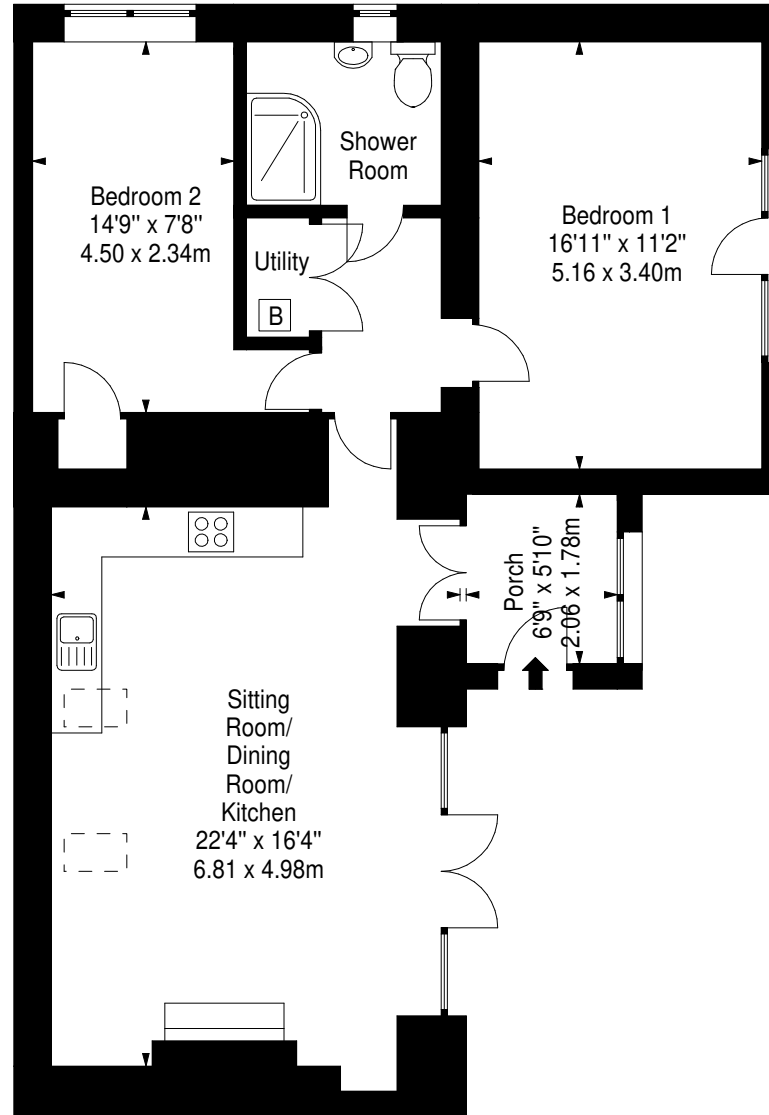 Bedroom 2
14'9" x 7'8"
4.50 x 2.34m
Shower
Room
Bedroom 1
16'11" x 11'2"
5.16 x 3.40m
Utility
B
Porch
6'9" x 5'10"
2.06 x 1.78m
Sitting
Room/
Dining
Room/
Kitchen
22'4" x 16'4"
6.81 x 4.98m